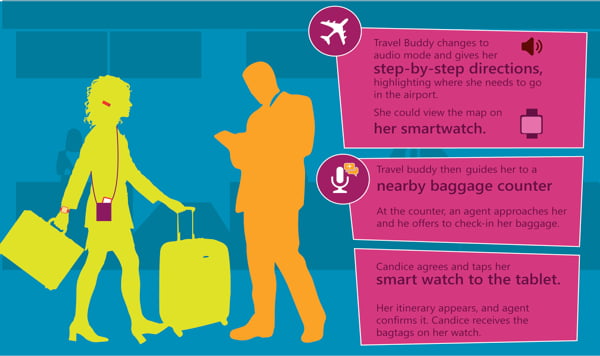 Travel Buddy changes to
audio mode and gives her
step-by-step directions,
highlighting where she needs to go
in the airport.
She could view the map on
her smartwatch.
Travel buddy then guides her to a
nearby baggage counter
At the counter, an agent approaches her
and he offers to check-in her baggage.
Candice agrees and taps her
smart watch to the tablet.
Her itinerary appears, and agent
confirms it. Candice receives the
bagtags on her watch.